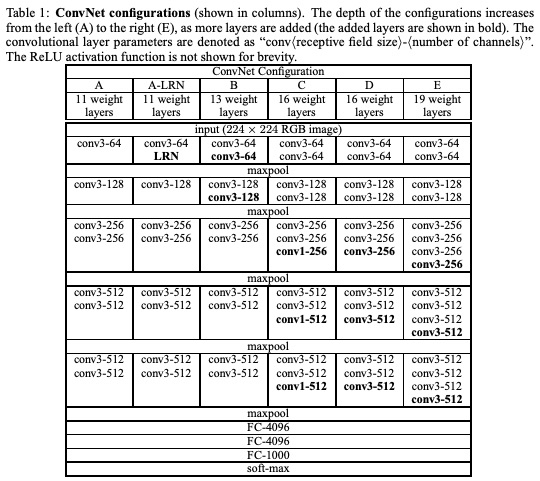 Table 1: ConvNet configurations (shown in columns). The depth of the configurations increases
from the left (A) to the right (E), as more layers are added (the added layers are shown in bold). The
convolutional layer parameters are denoted as “conv⟨receptive field size⟩-⟨number of channels⟩”.
The ReLU activation function is not shown for brevity.
ConvNet Configuration
A A-LRN B C D E
11 weight 11 weight 13 weight 16 weight 16 weight 19 weight
layers layers layers layers layers layers
input (224 × 224 RGB image)
conv3-64 conv3-64 conv3-64 conv3-64 conv3-64 conv3-64
LRN conv3-64 conv3-64 conv3-64 conv3-64
maxpool
conv3-128 conv3-128 conv3-128 conv3-128 conv3-128 conv3-128
conv3-128 conv3-128 conv3-128 conv3-128
maxpool
conv3-256 conv3-256 conv3-256 conv3-256 conv3-256 conv3-256
conv3-256 conv3-256 conv3-256 conv3-256 conv3-256 conv3-256
conv1-256 conv3-256 conv3-256
conv3-256
maxpool
conv3-512 conv3-512 conv3-512 conv3-512 conv3-512 conv3-512
conv3-512 conv3-512 conv3-512 conv3-512 conv3-512 conv3-512
conv1-512 conv3-512 conv3-512
conv3-512
maxpool
conv3-512 conv3-512 conv3-512 conv3-512 conv3-512 conv3-512
conv3-512 conv3-512 conv3-512 conv3-512 conv3-512 conv3-512
conv1-512 conv3-512 conv3-512
conv3-512
maxpool
FC-4096
FC-4096
FC-1000
soft-max